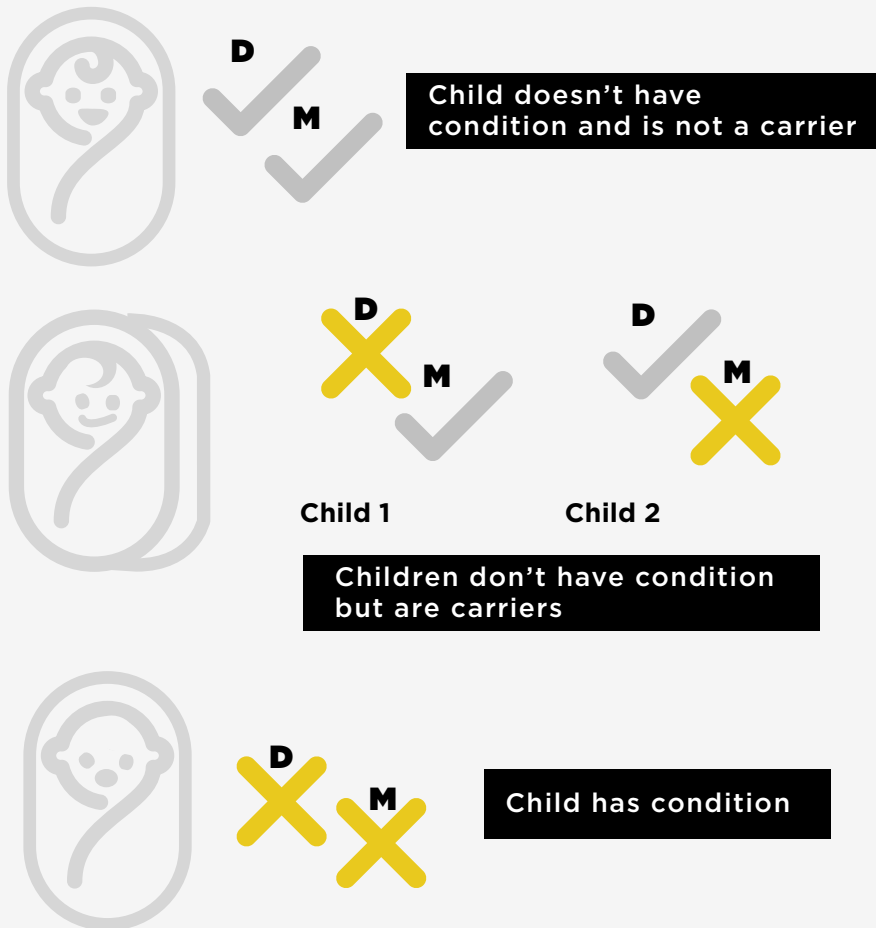 D
M
Child doesn’t have
condition and is not a carrier
D
M
D
M
Child 1
Child 2
Children don’t have condition
but are carriers
D
M
Child has condition